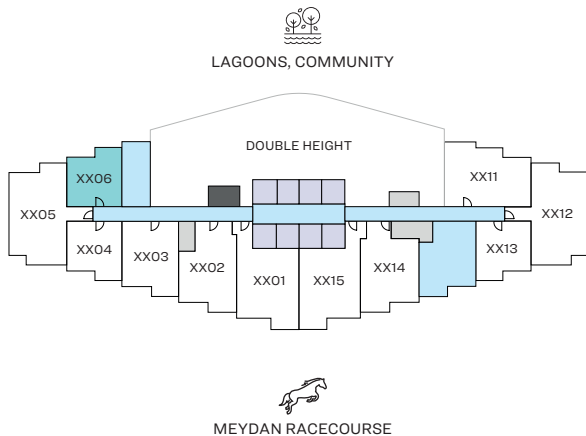 LAGOONS, COMMUNITY
DOUBLE HEIGHT
XX06
XX11
XX05
XX12
XX04
XX03
XX02
XX01
XX15
XX14
XX13
MEYDAN RACECOURSE